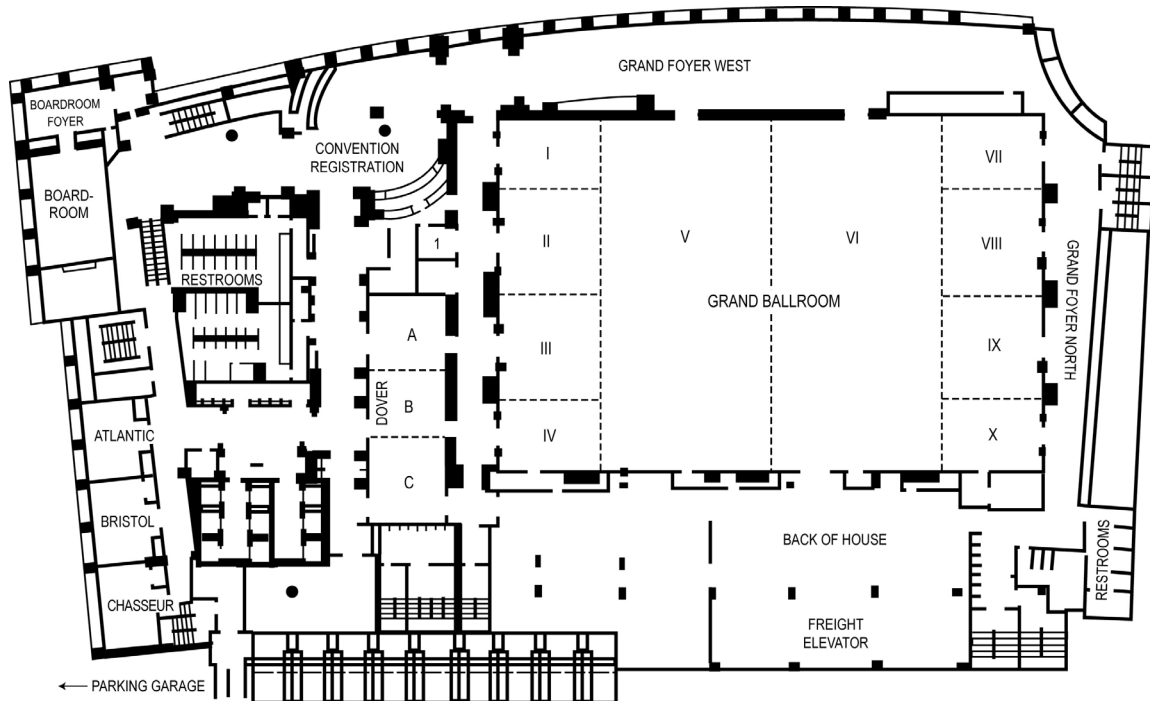 GRAND FOYER WEST
BOARDROOM
FOYER
CONVENTION
REGISTRATION
I
VII
BOARD-
ROOM
1
II
V
VI
VIII
GRAND FOYER NORTH
RESTROOMS
GRAND BALLROOM
A
III
IX
DOVER
B
ATLANTIC
IV
X
C
BRISTOL
BACK OF HOUSE
RESTROOMS
CHASSEUR
FREIGHT
ELEVATOR
← PARKING GARAGE